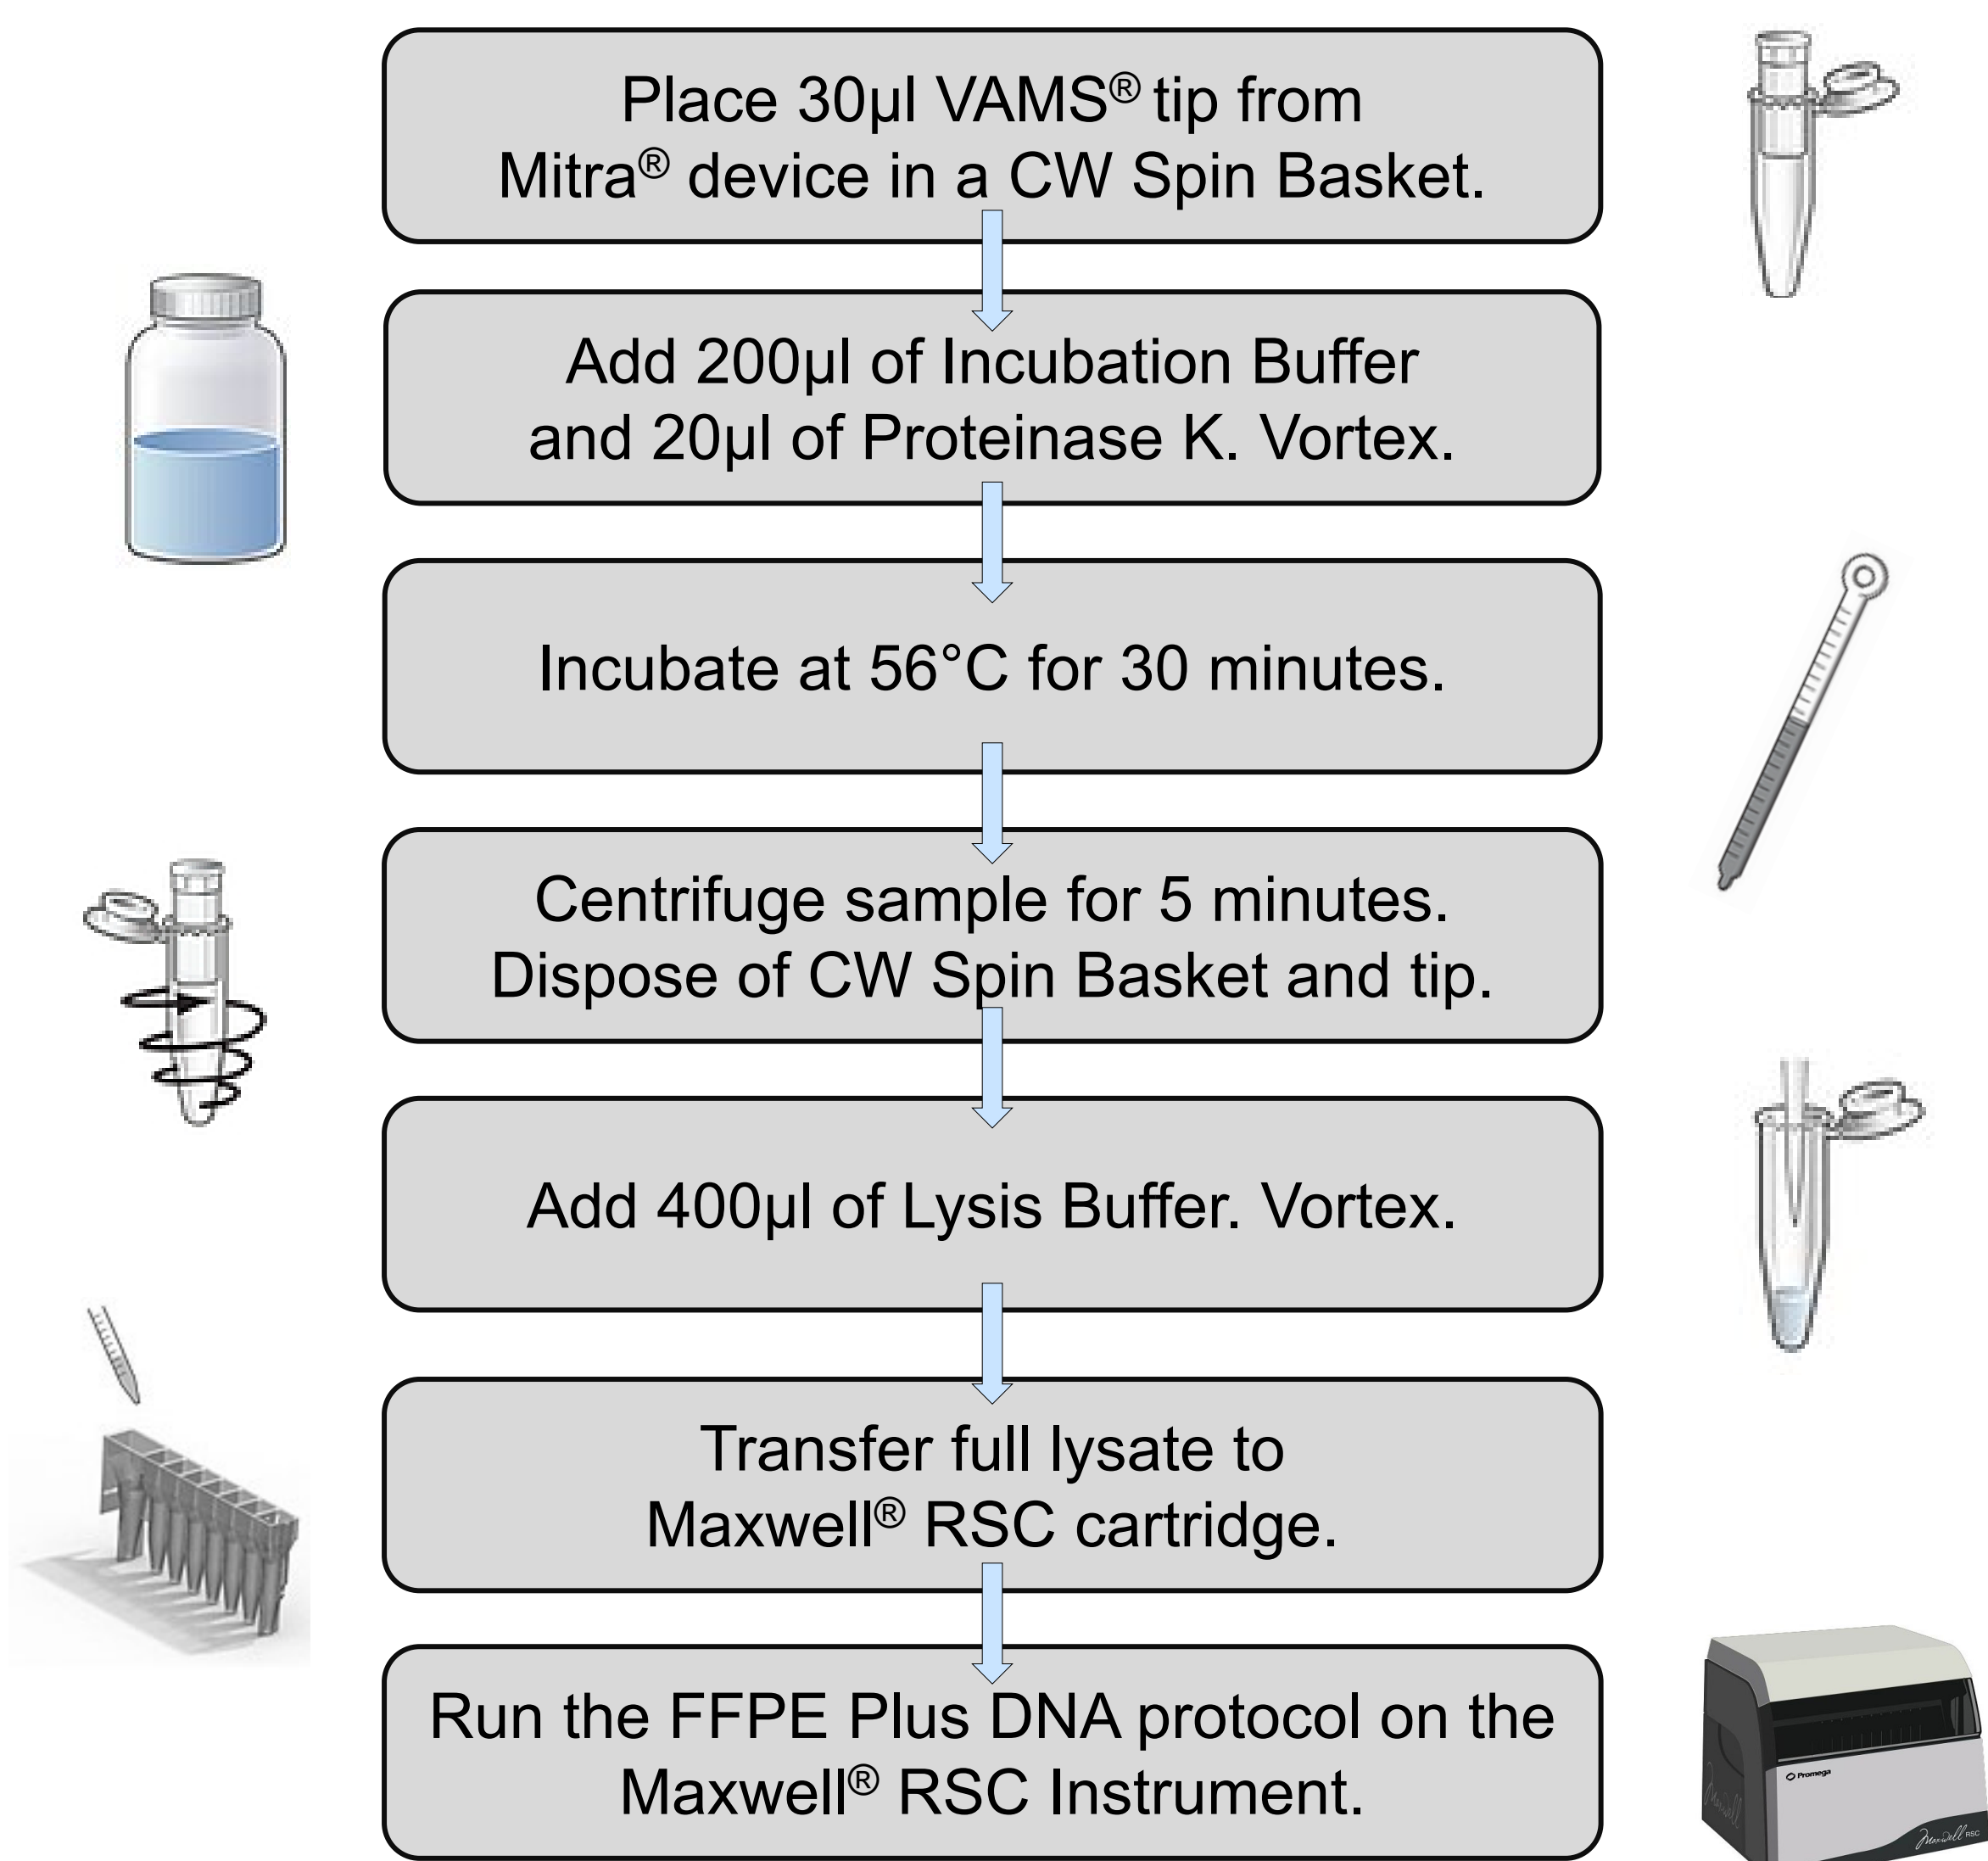 Place 30µl VAMS® tip from
Mitra® device in a CW Spin Basket.
Add 200µl of Incubation Buffer
and 20µl of Proteinase K. Vortex.
Incubate at 56°C for 30 minutes.
Centrifuge sample for 5 minutes.
Dispose of CW Spin Basket and tip.
Add 400µl of Lysis Buffer. Vortex.
Transfer full lysate to
Maxwell® RSC cartridge.
Run the FFPE Plus DNA protocol on the
Maxwell® RSC Instrument.
Promega
Maxwell
Maxwell RSC